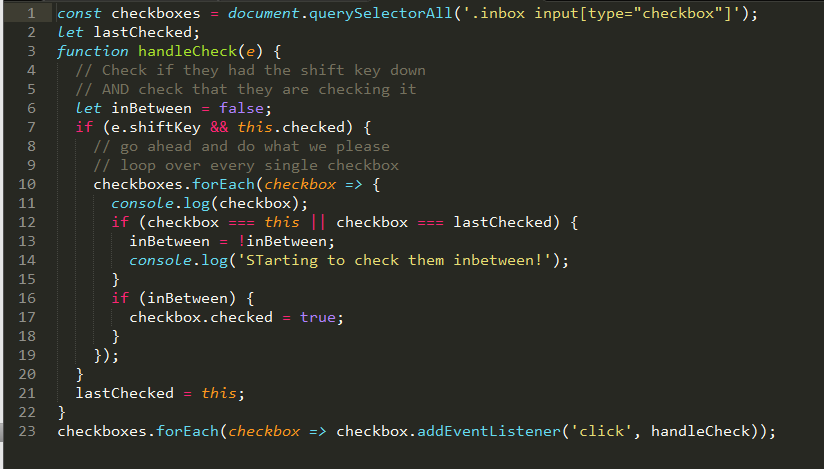 1 const checkboxes = document.querySelectorAll('.inbox input[type="checkbox"]');
2 let lastChecked;
3 function handleCheck(e) {
4 // Check if they had the shift key down
5 // AND check that they are checking it
6 let inBetween = false;
7 if (e.shiftKey && this.checked) {
8 // go ahead and do what we please
9 // loop over every single checkbox
10 checkboxes.forEach(checkbox => {
11 console.log(checkbox);
12 if (checkbox === this || checkbox === lastChecked) {
13 inBetween = !inBetween;
14 console.log('STarting to check them inbetween!');
15 }
16 if (inBetween) {
17 checkbox.checked = true;
18 }
19 });
20 }
21 lastChecked = this;
22 }
23 checkboxes.forEach(checkbox => checkbox.addEventListener('click', handleCheck));